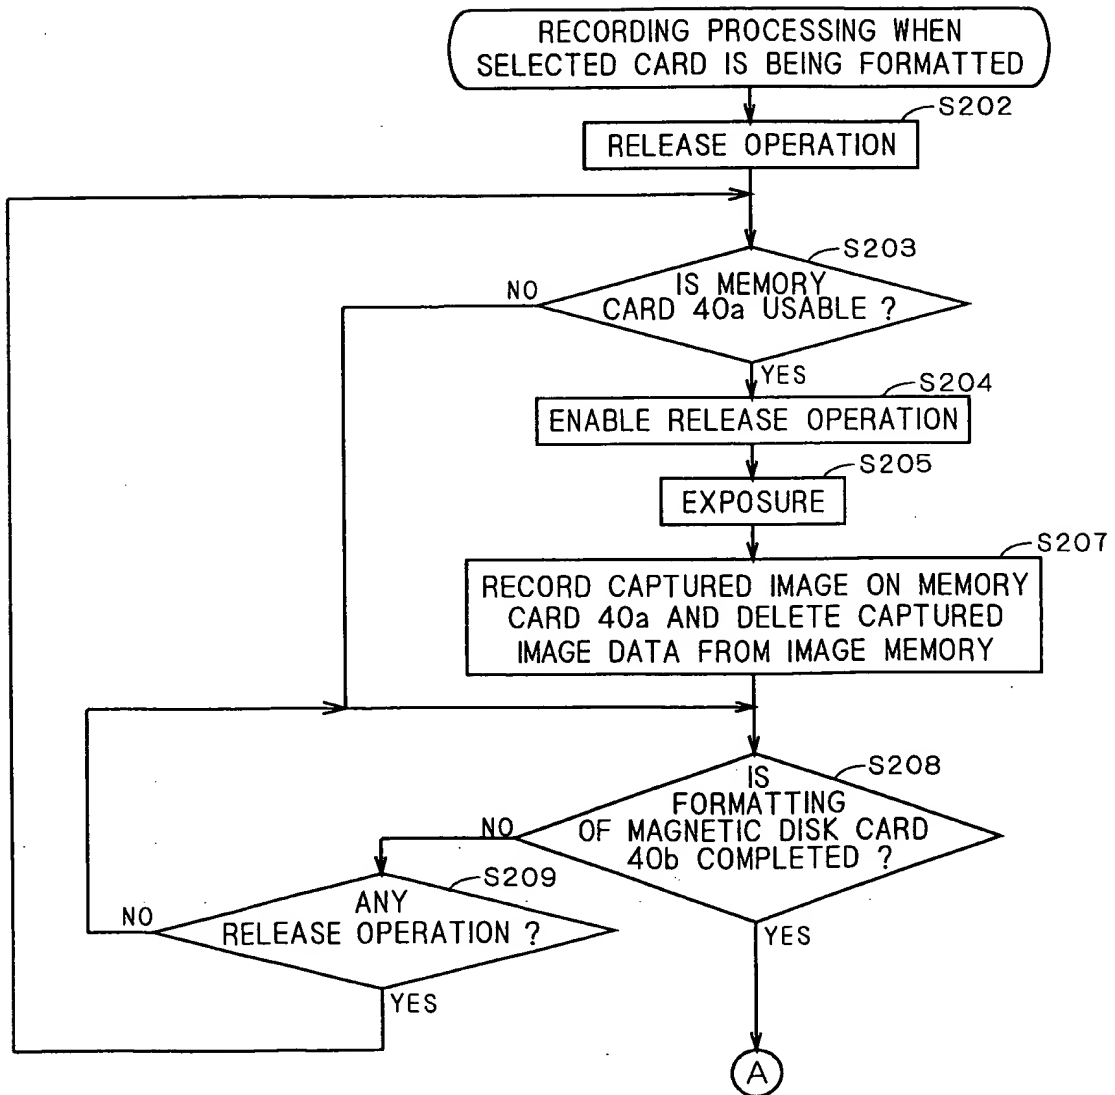 RECORDING PROCESSING WHEN
SELECTED CARD IS BEING FORMATTED
S202
RELEASE OPERATION
S203
IS MEMORY
CARD 40a USABLE ?
NO
YES
S204
ENABLE RELEASE OPERATION
S205
EXPOSURE
S207
RECORD CAPTURED IMAGE ON MEMORY
CARD 40a AND DELETE CAPTURED
IMAGE DATA FROM IMAGE MEMORY
S208
IS
FORMATTING
OF MAGNETIC DISK CARD
40b COMPLETED ?
NO
YES
S209
ANY
RELEASE OPERATION ?
NO
YES
A